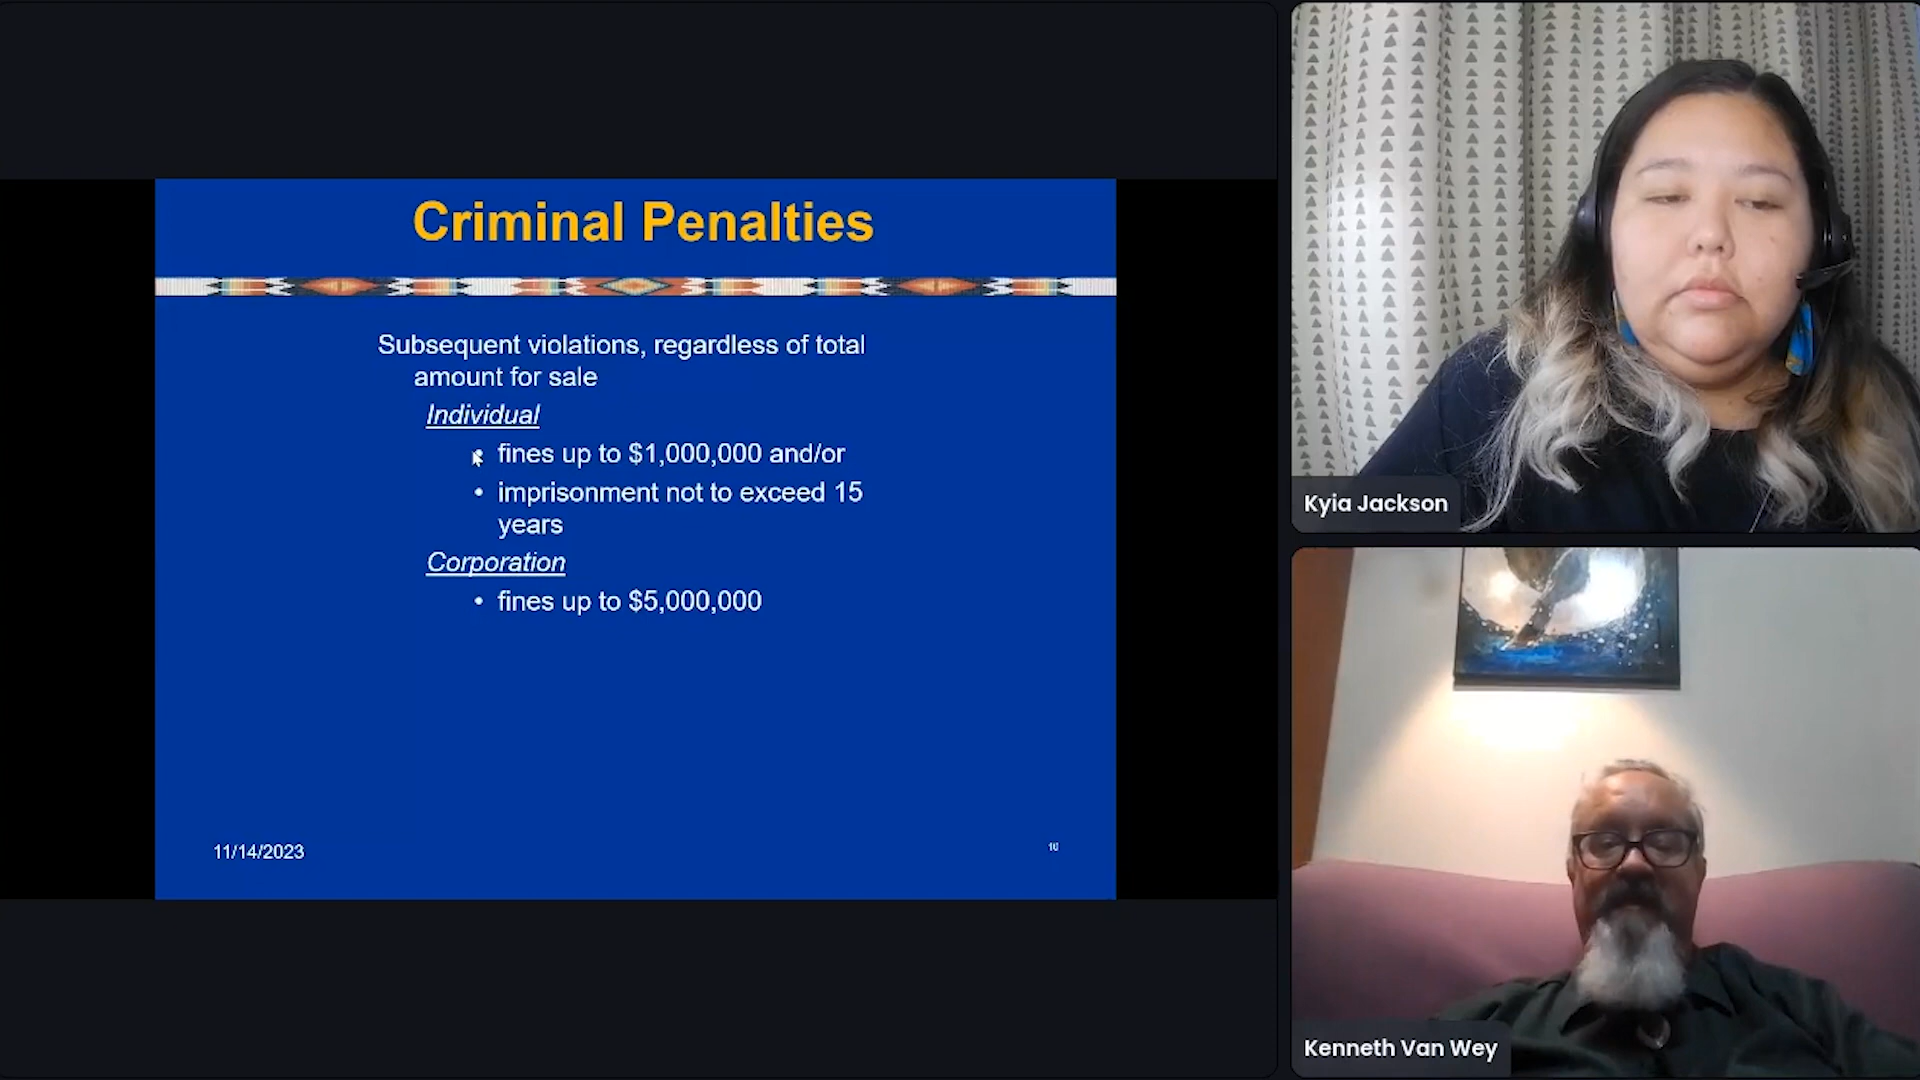 Criminal Penalties
Subsequent violations, regardless of total
amount for sale
Individual
• fines up to $1,000,000 and/or
• imprisonment not to exceed 15
years
Corporation
• fines up to $5,000,000
11/14/2023
10
Kyia Jackson
Kenneth Van Wey